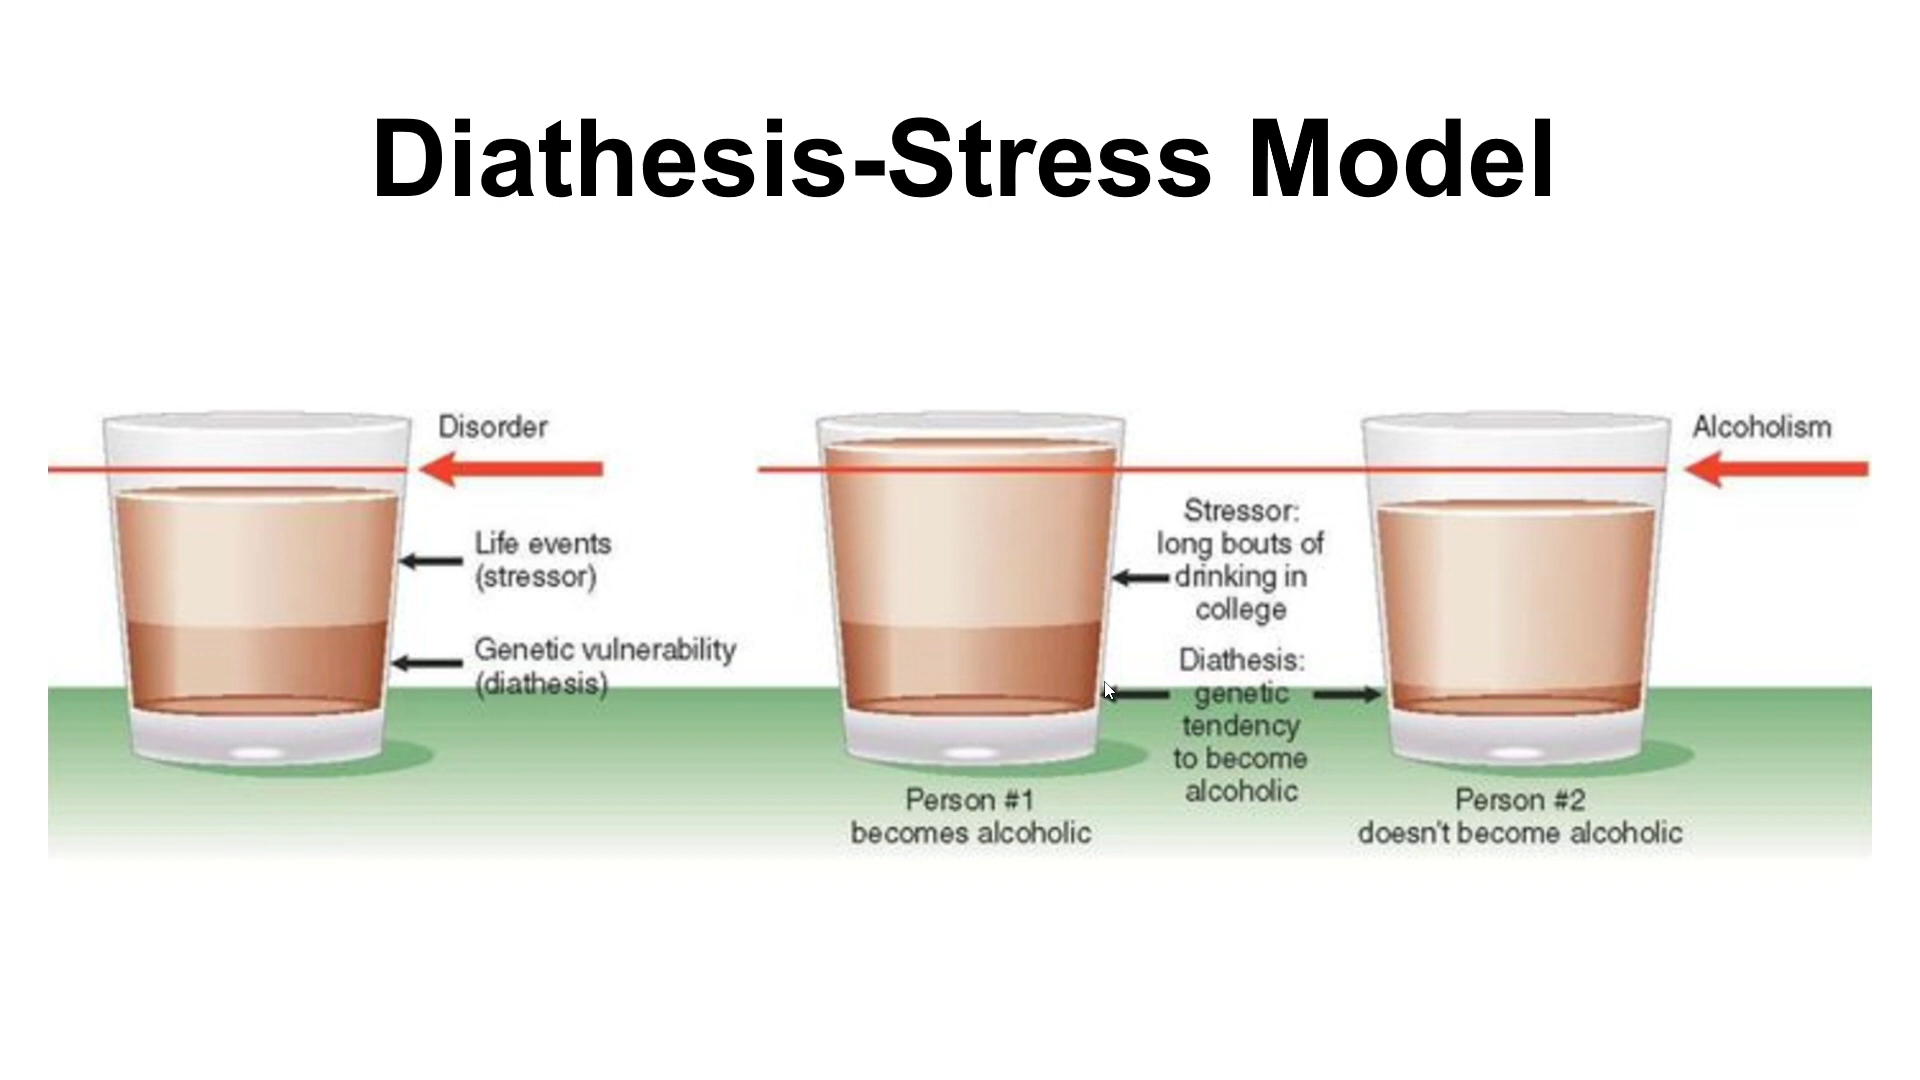 Diathesis-Stress Model
Disorder
Life events
(stressor)
Genetic vulnerability
(diathesis)
Stressor:
long bouts of
drinking in
college
Diathesis:
genetic
tendency
to become
alcoholic
Person #1
becomes alcoholic
Alcoholism
Person #2
doesn't become alcoholic